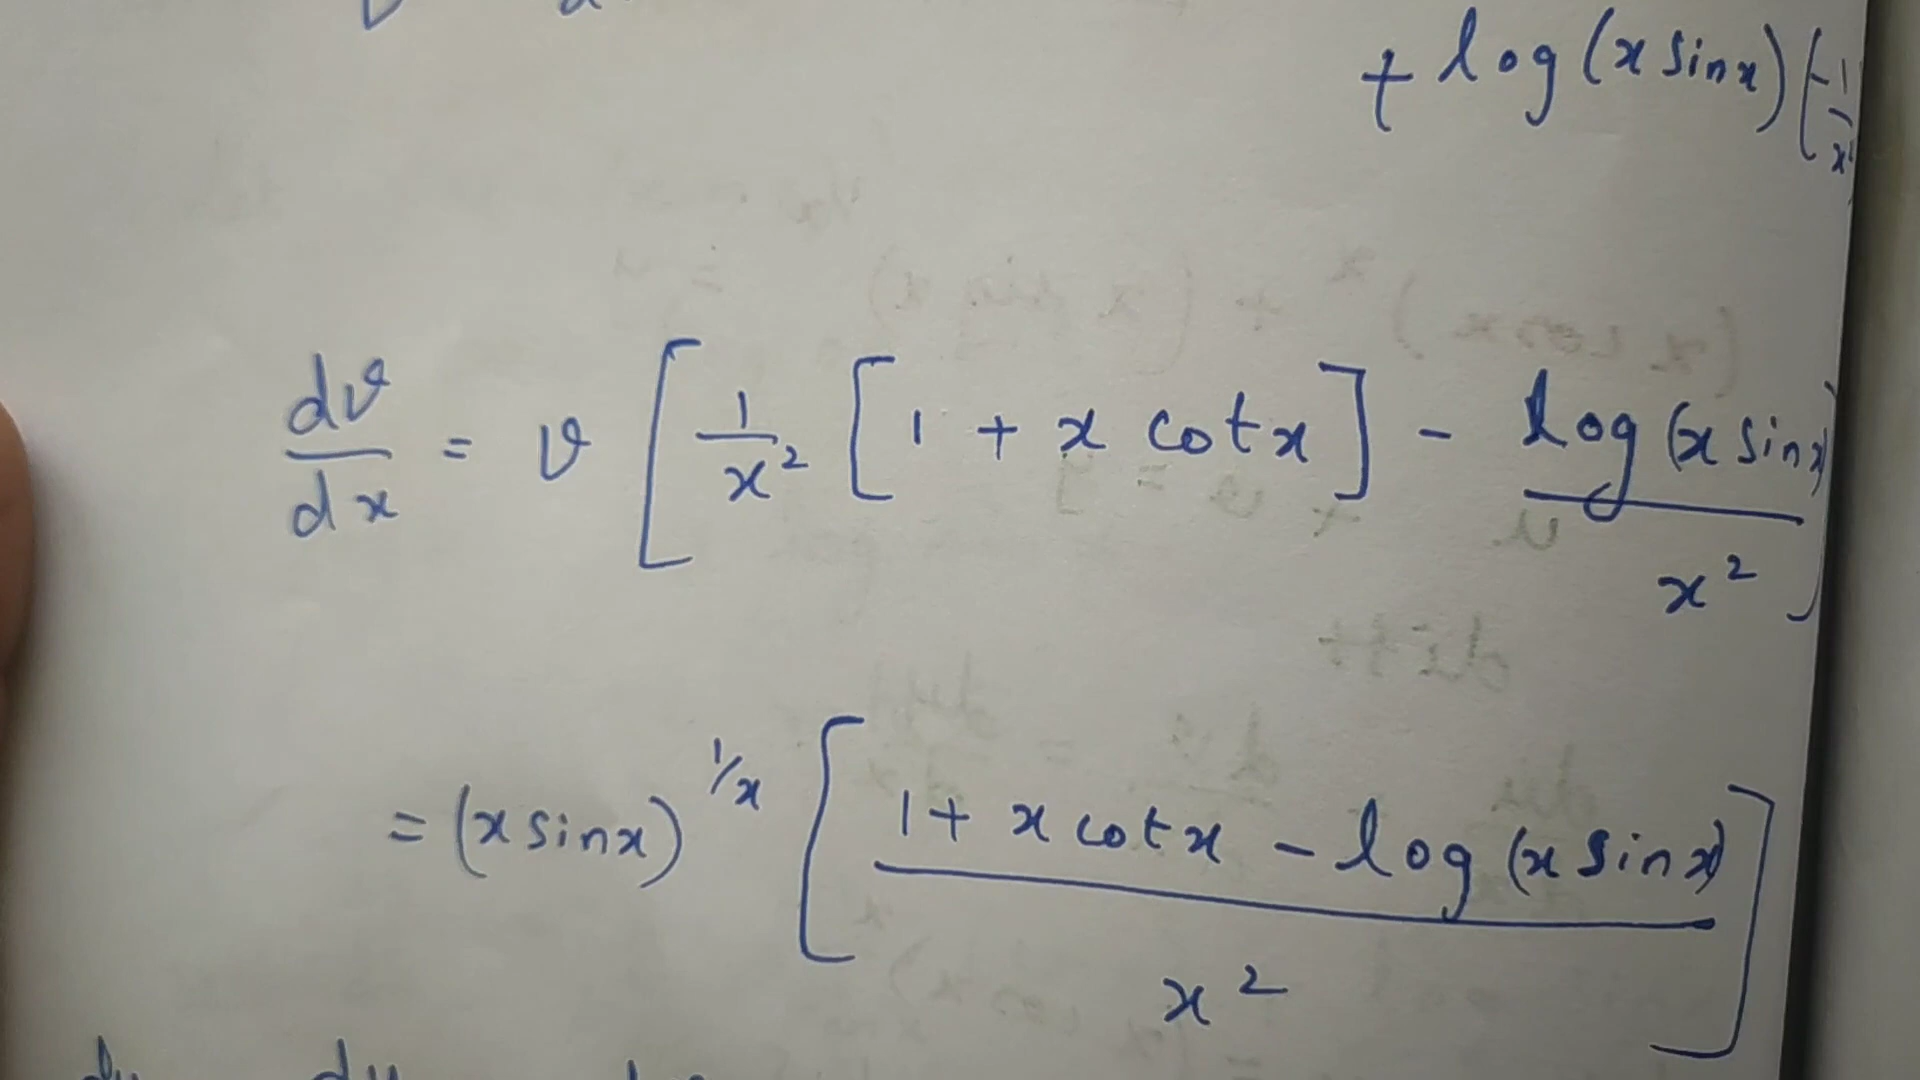 + log (x sin x) (-1/x²
dv/dx = v [ 1/x² [ 1 + x cot x ] - log (x sin x)/x² ]
= (x sin x)^1/x [ 1 + x cot x - log (x sin x) / x² ]